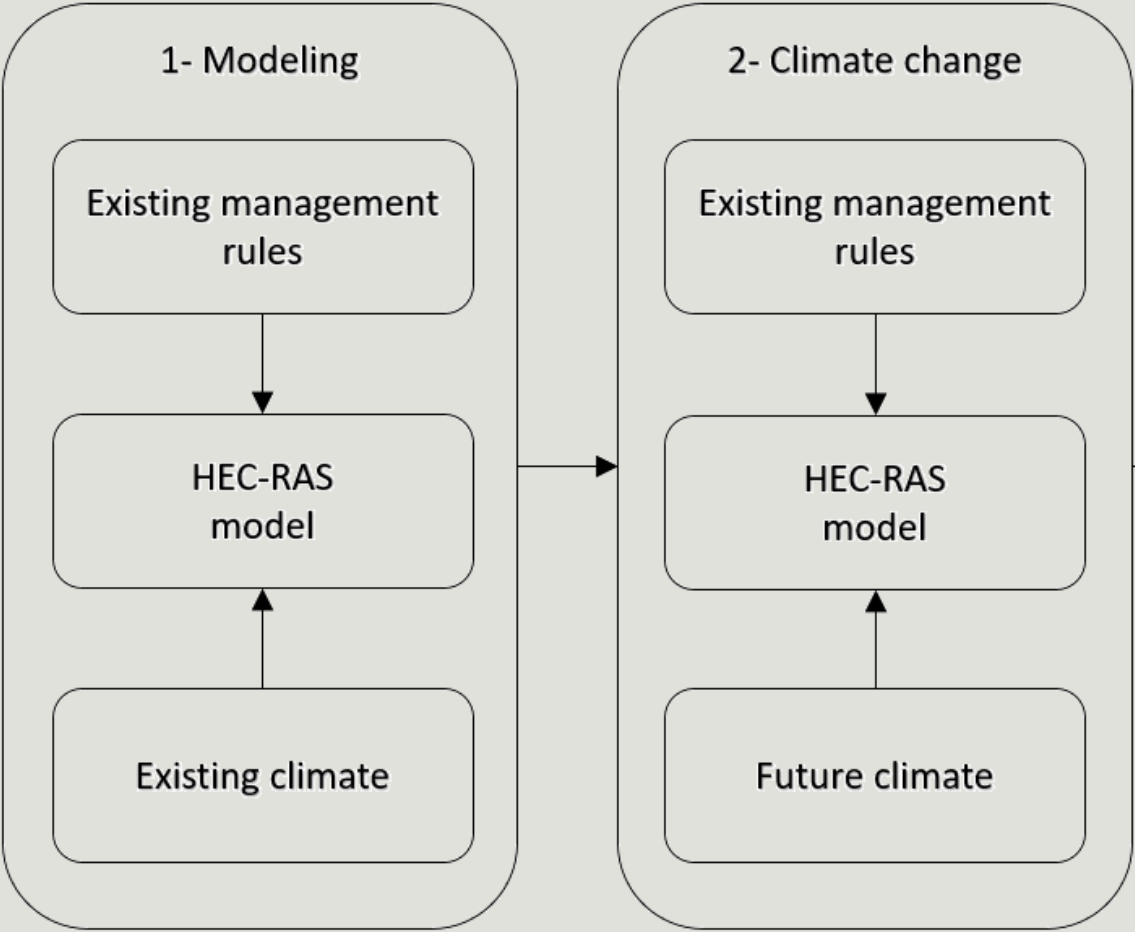 1- Modeling
Existing management
rules
HEC-RAS
model
Existing climate
2- Climate change
Existing management
rules
HEC-RAS
model
Future climate